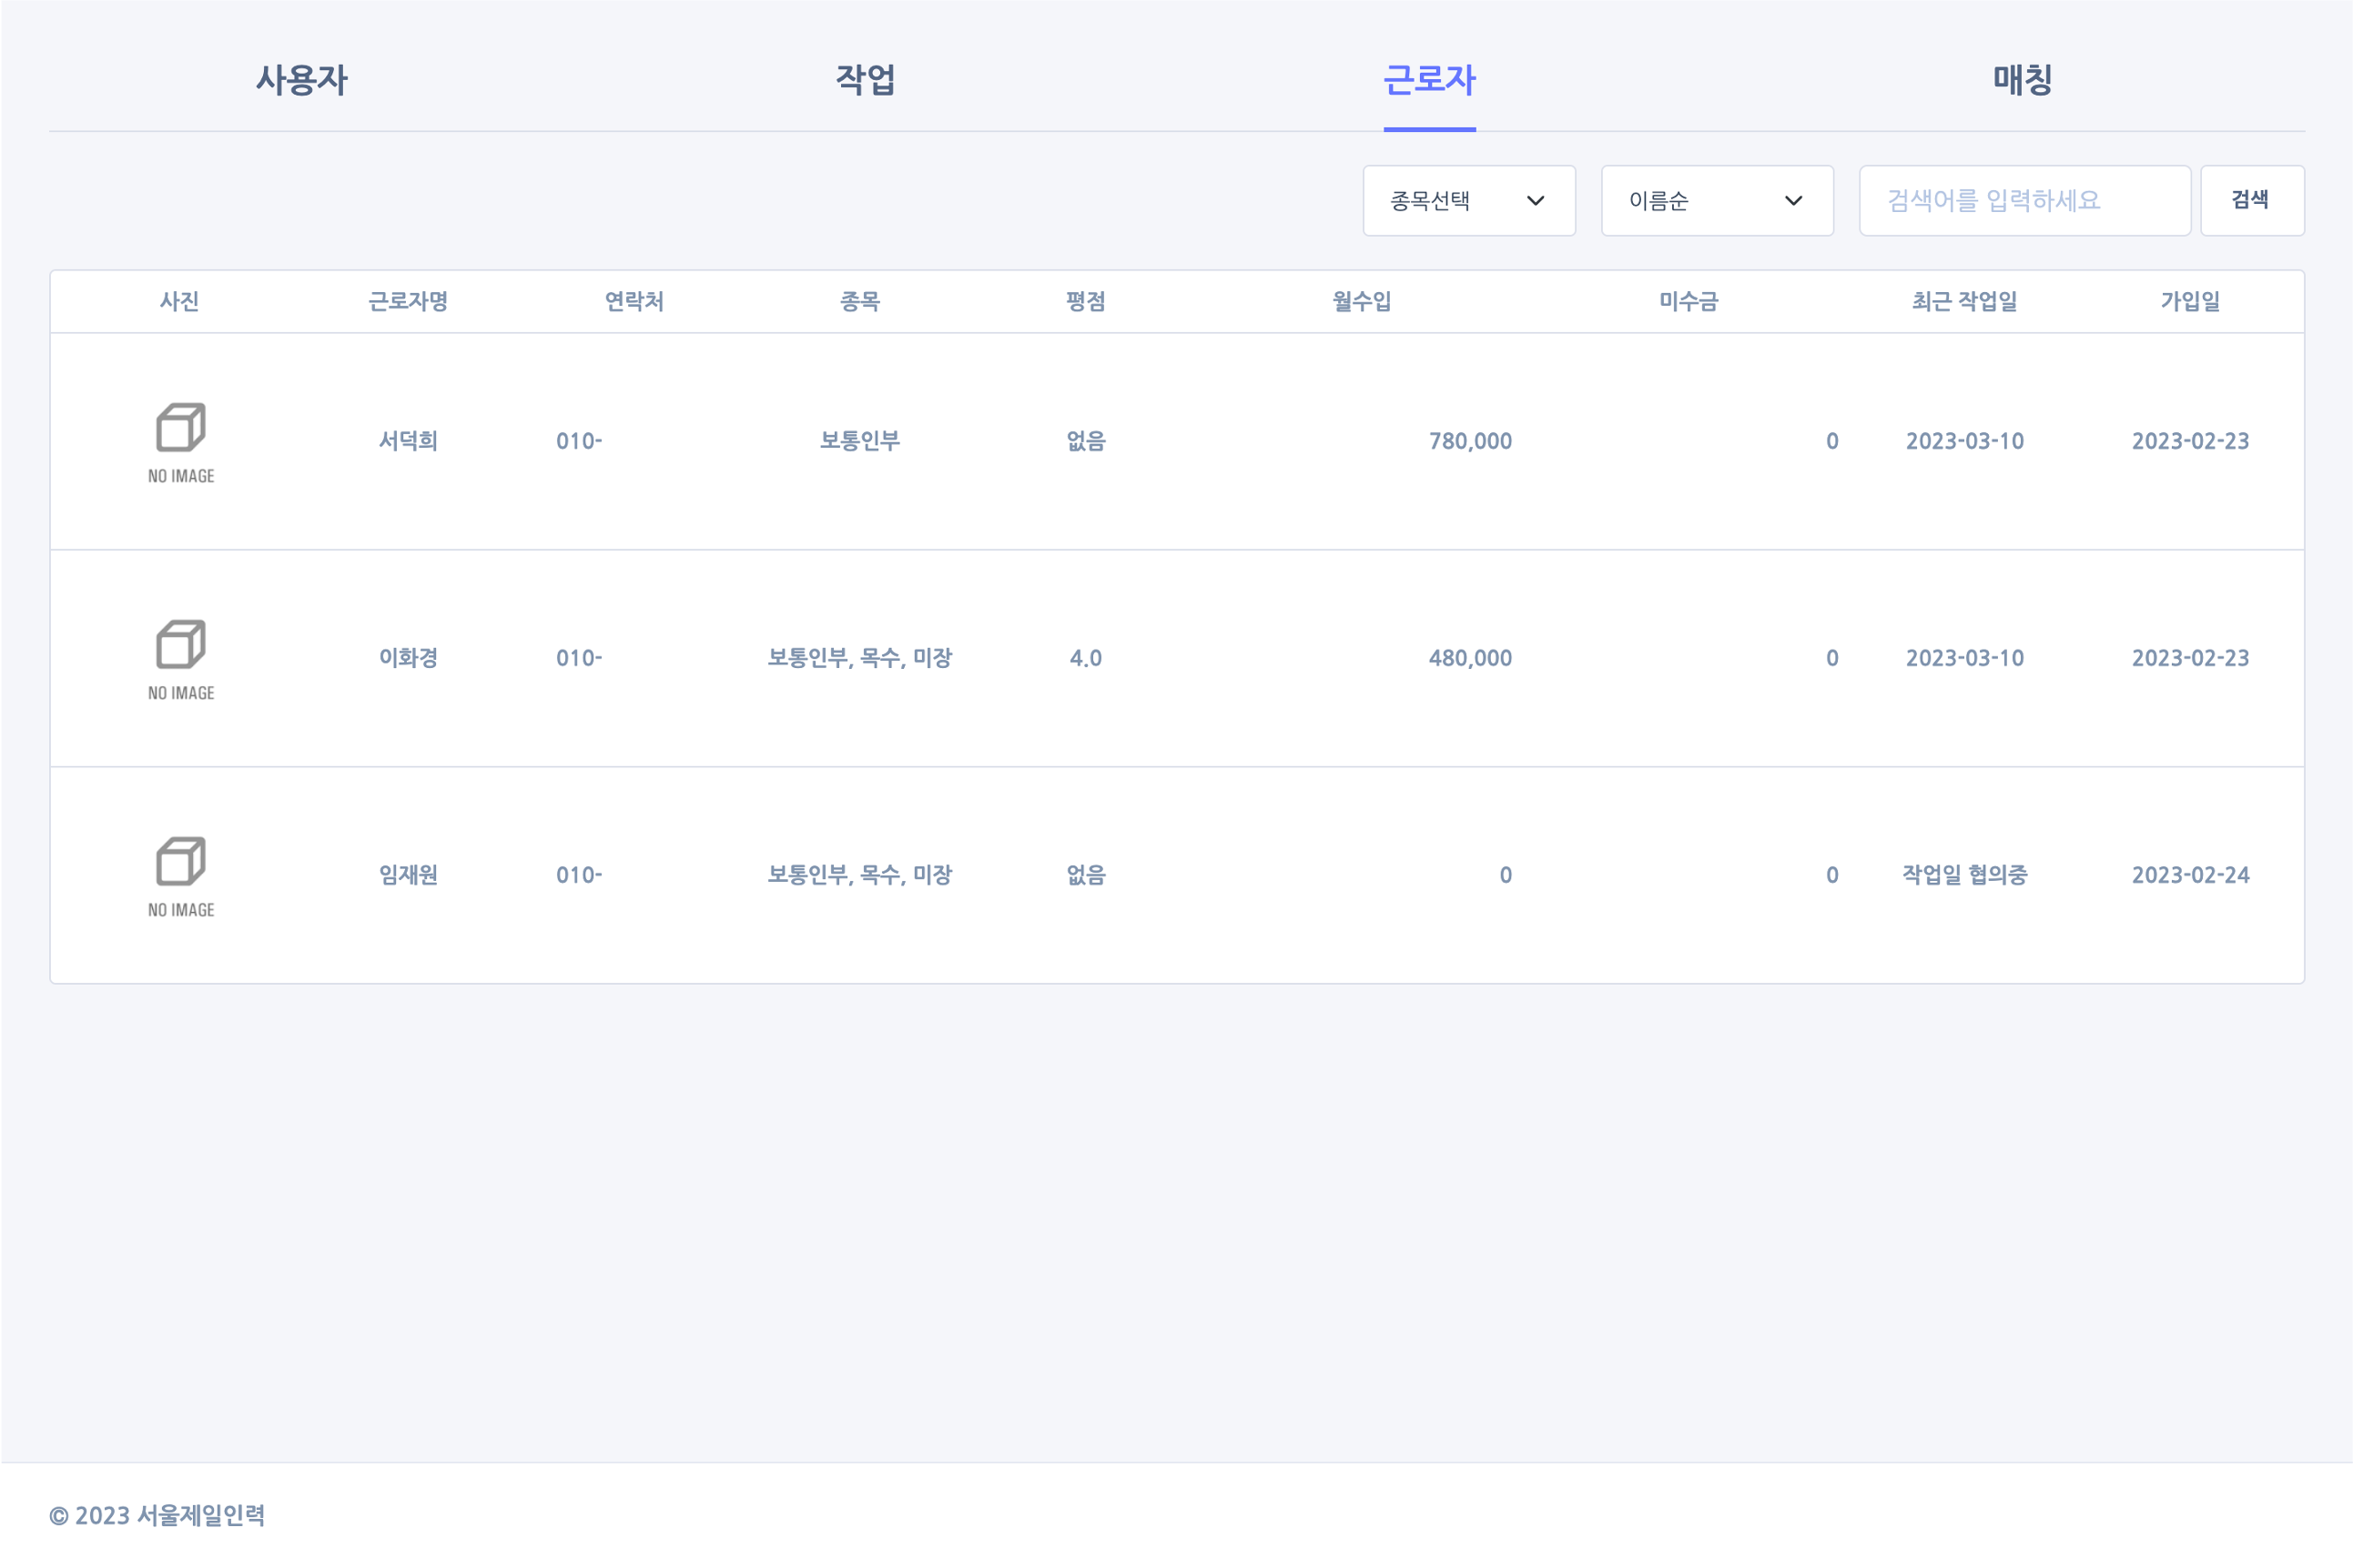 사용자 작업 근로자 매칭
종목선택 이름순 검색어를 입력하세요 검색
사진 근로자명 연락처 종목 평점 월수입 미수금 최근 작업일 가입일
NO IMAGE 서덕희 010- 보통인부 없음 780,000 0 2023-03-10 2023-02-23
NO IMAGE 이화경 010- 보통인부, 목수, 미장 4.0 480,000 0 2023-03-10 2023-02-23
NO IMAGE 임재원 010- 보통인부, 목수, 미장 없음 0 0 작업일 협의중 2023-02-24
© 2023 서울제일인력